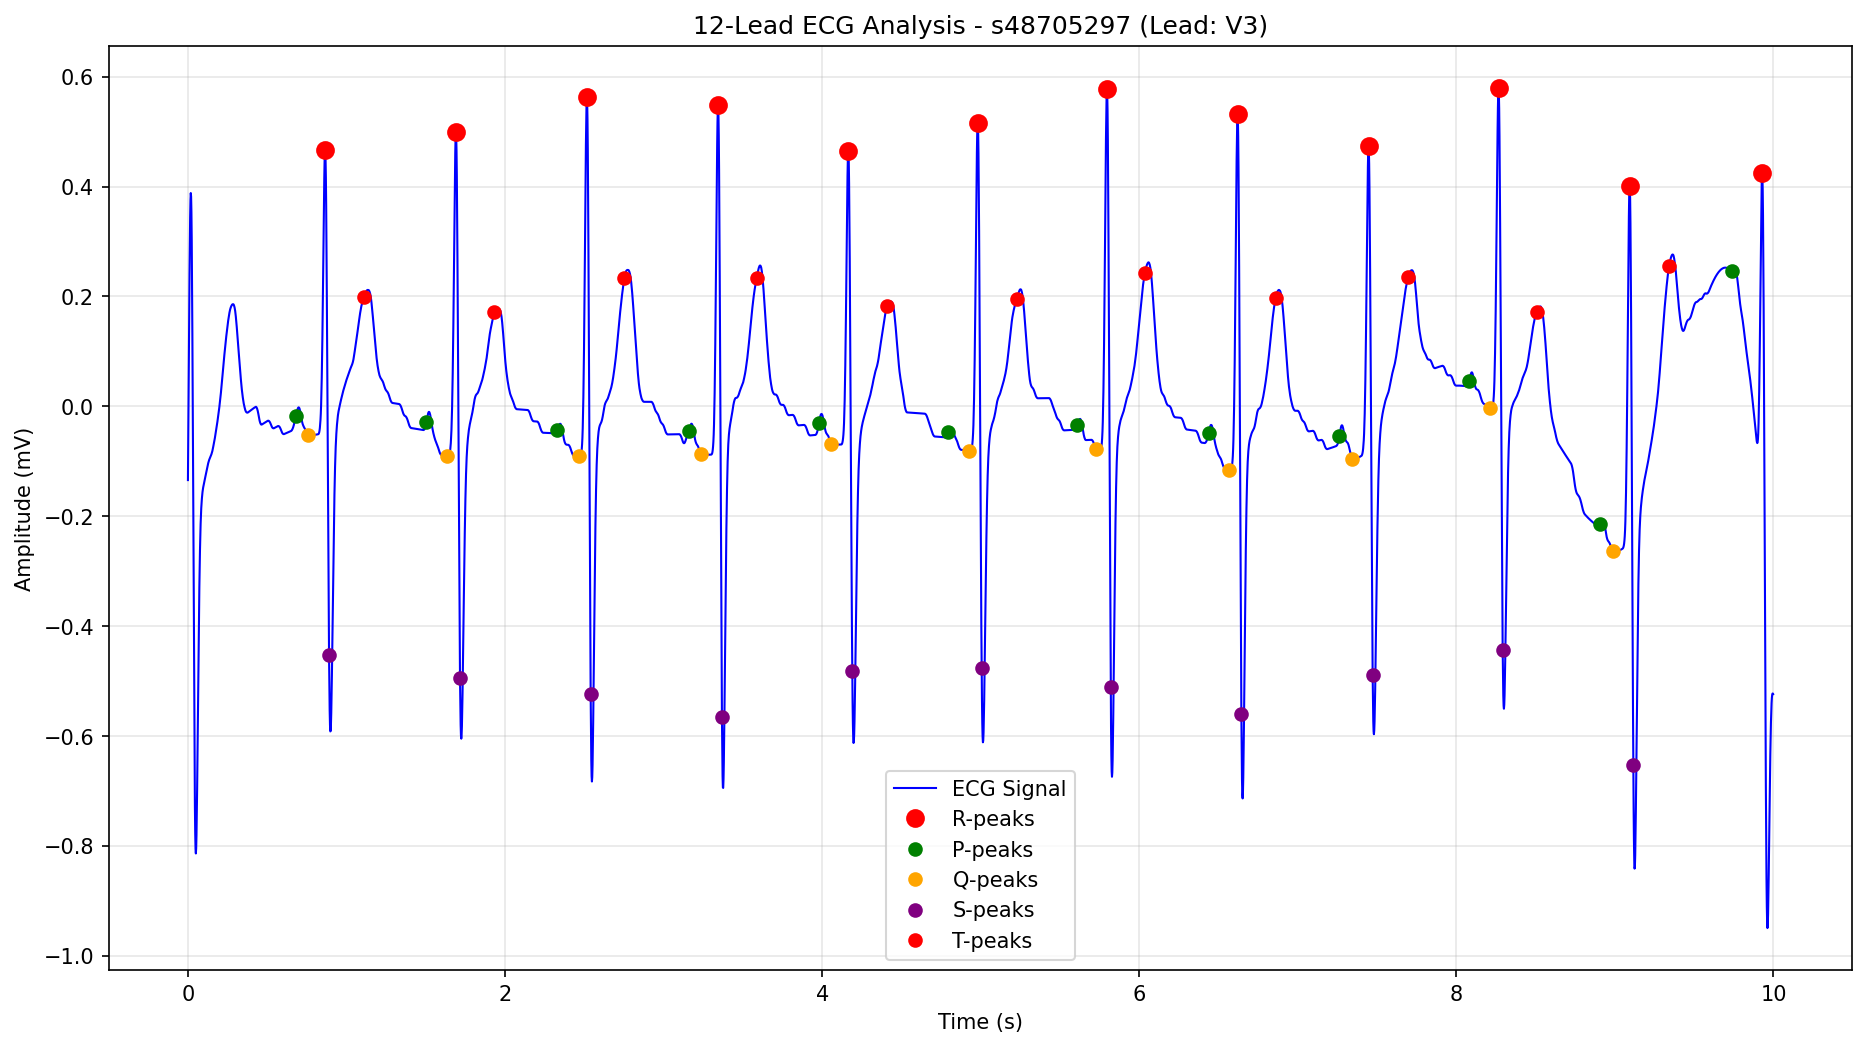 12-Lead ECG Analysis - s48705297 (Lead: V3)
Amplitude (mV)
0.6
0.4
0.2
0.0
−0.2
−0.4
−0.6
−0.8
−1.0
ECG Signal
R-peaks
P-peaks
Q-peaks
S-peaks
T-peaks
0 2 4 6 8 10
Time (s)